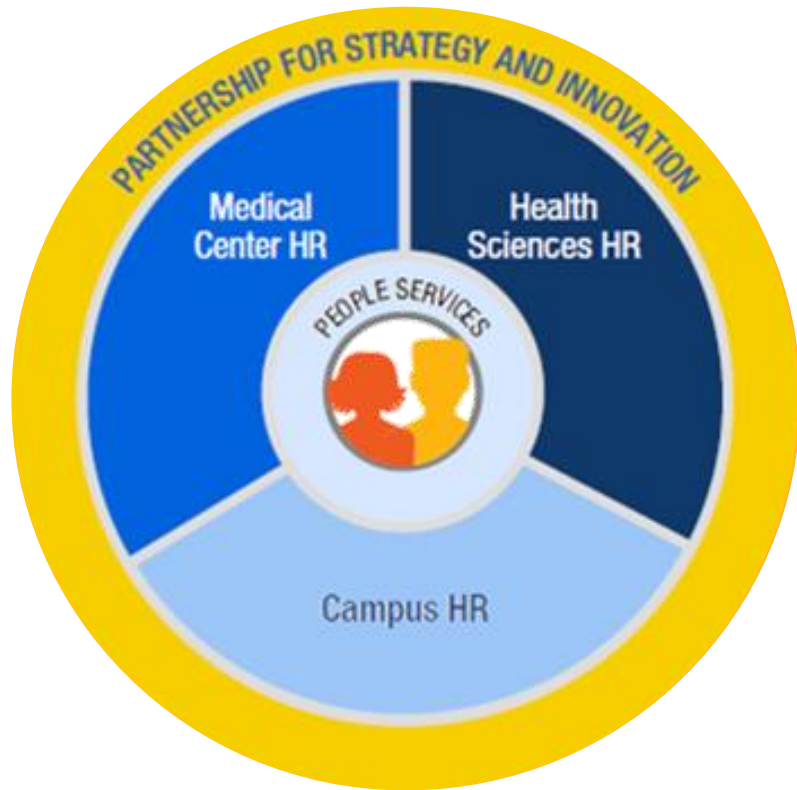 PARTNERSHIP FOR STRATEGY AND INNOVATION
Medical
Center HR
Health
Sciences HR
PEOPLE SERVICES
Campus HR